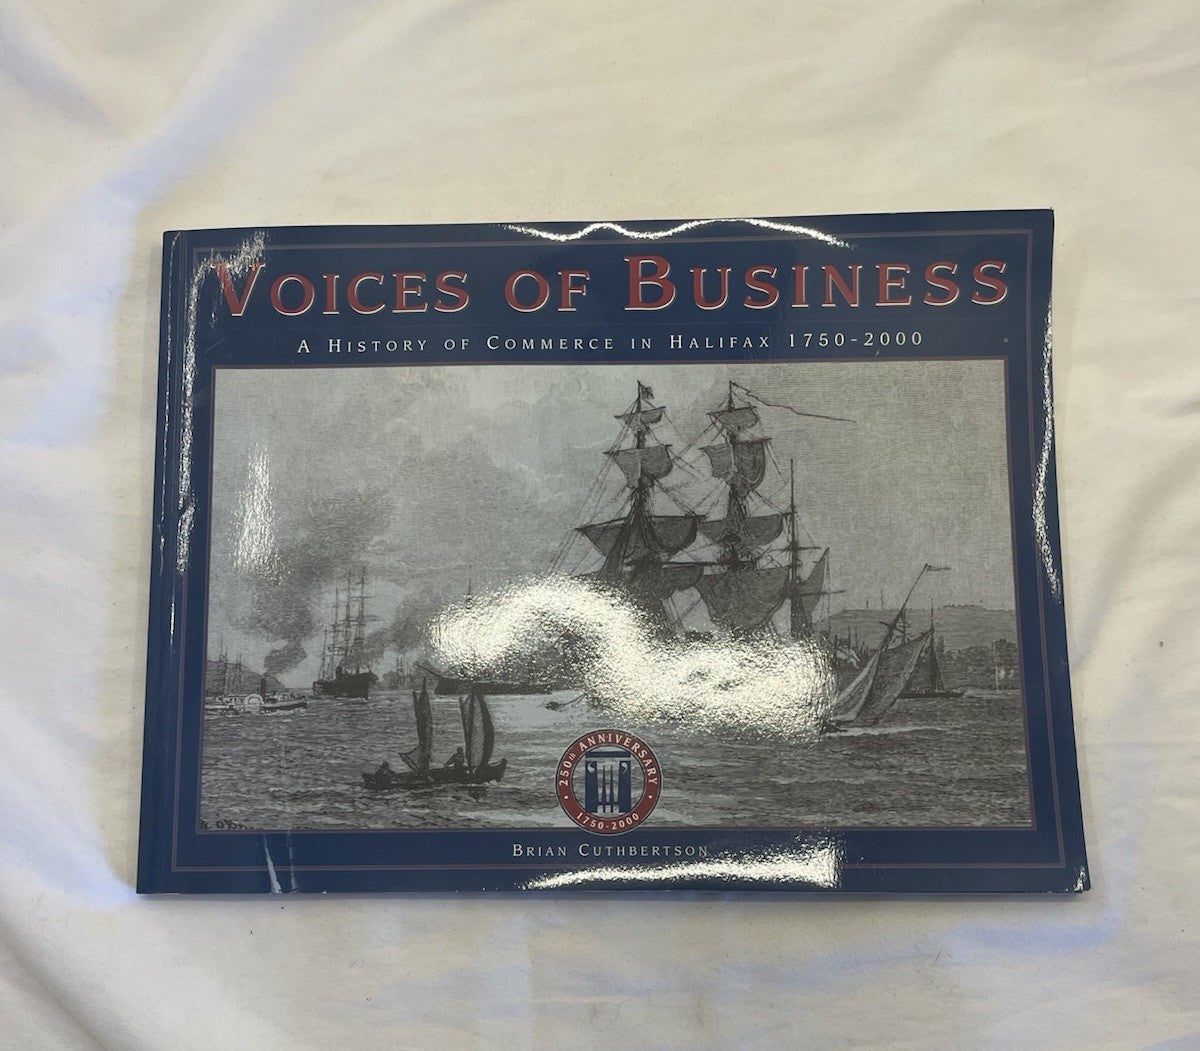 VOICES OF BUSINESS
A HISTORY OF COMMERCE IN HALIFAX 1750-2000
250th ANNIVERSARY
1750-2000
BRIAN CUTHBERTSON